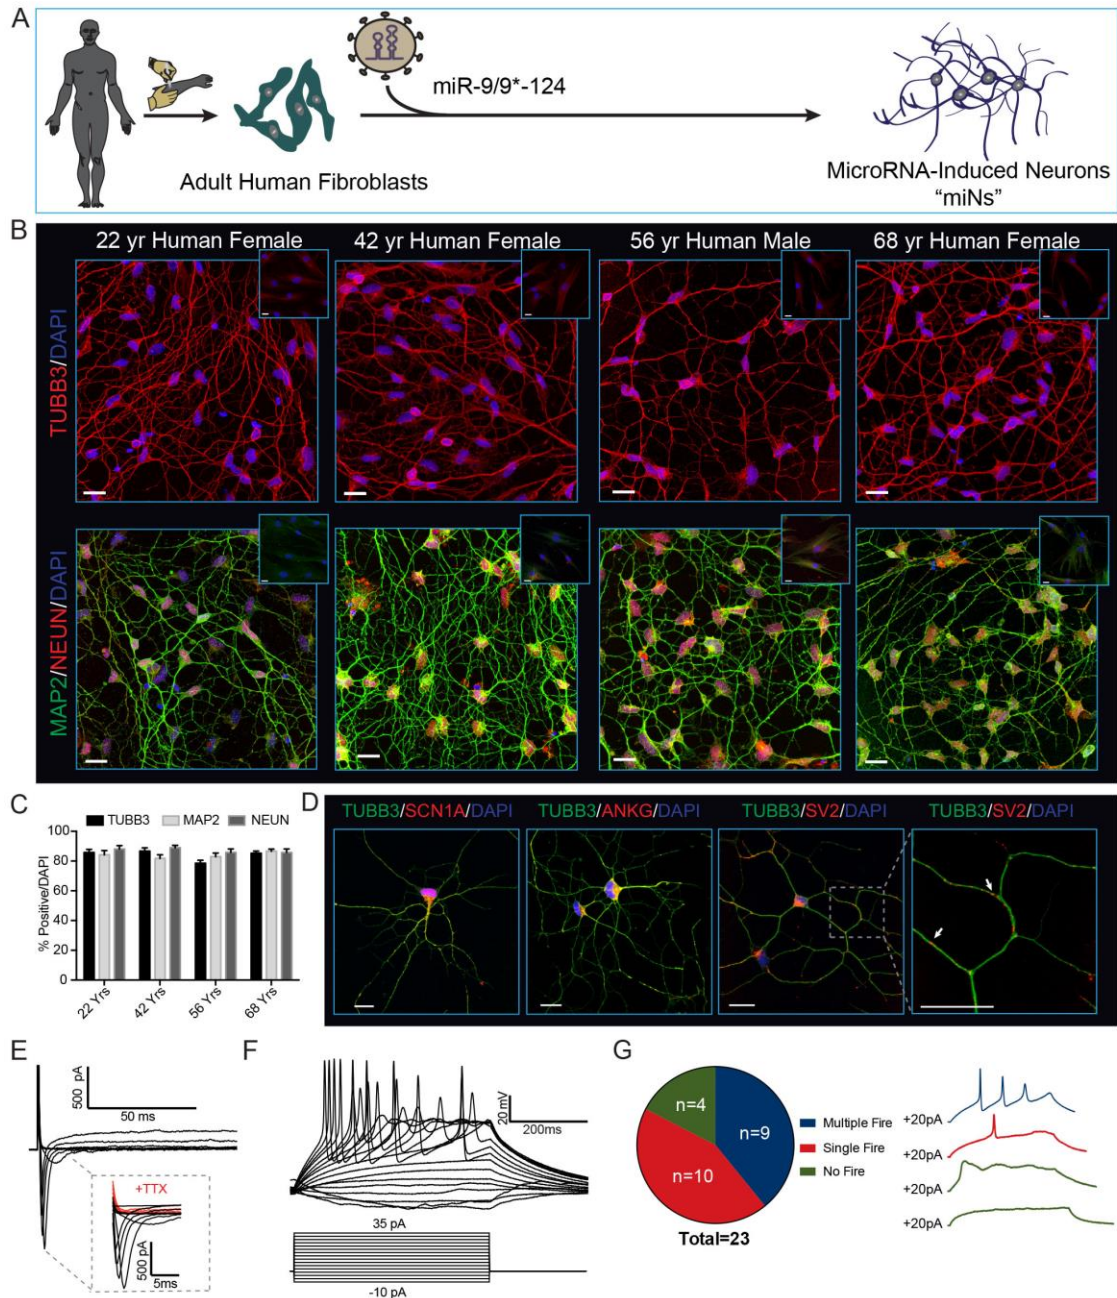 A
miR-9/9*-124
Adult Human Fibroblasts
MicroRNA-Induced Neurons
“miNs”
B
22 yr Human Female
42 yr Human Female
56 yr Human Male
68 yr Human Female
TUBB3/DAPI
MAP2/NEUN/DAPI
C
TUBB3
MAP2
NEUN
% Positive/DAPI
100
80
60
40
20
0
22 Yrs
42 Yrs
56 Yrs
68 Yrs
D
TUBB3/SCN1A/DAPI
TUBB3/ANKG/DAPI
TUBB3/SV2/DAPI
TUBB3/SV2/DAPI
E
500 pA
50 ms
+TTX
500 pA
5ms
F
20 mV
200ms
35 pA
-10 pA
G
n=4
n=9
n=10
Total=23
Multiple Fire
Single Fire
No Fire
+20pA
+20pA
+20pA
+20pA